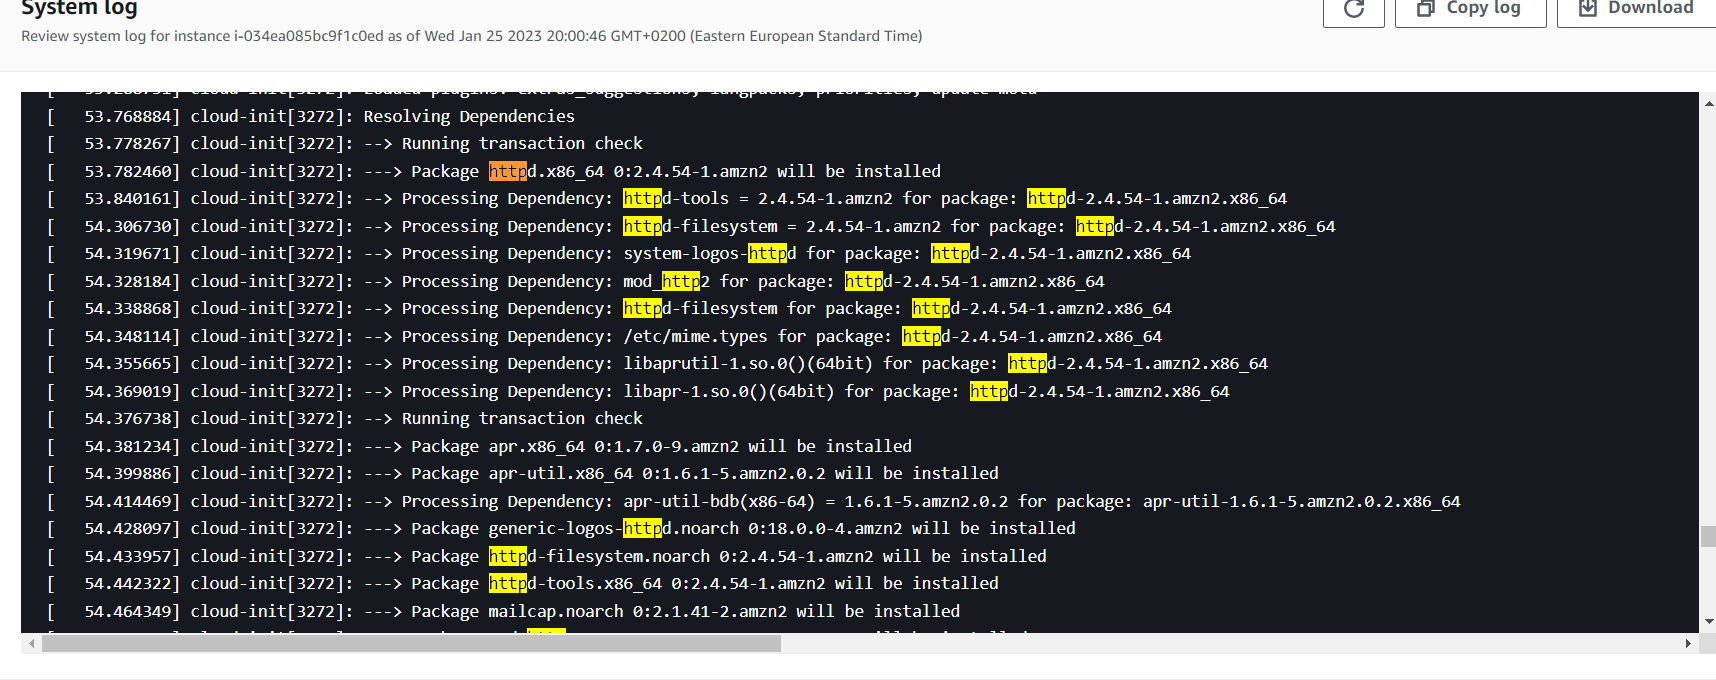 System log
Copy log
Download
Review system log for instance i-034ea085bc9f1c0ed as of Wed Jan 25 2023 20:00:46 GMT+0200 (Eastern European Standard Time)
[   53.768884] cloud-init[3272]: Resolving Dependencies
[   53.778267] cloud-init[3272]: --> Running transaction check
[   53.782460] cloud-init[3272]: ---> Package httpd.x86_64 0:2.4.54-1.amzn2 will be installed
[   53.840161] cloud-init[3272]: --> Processing Dependency: httpd-tools = 2.4.54-1.amzn2 for package: httpd-2.4.54-1.amzn2.x86_64
[   54.306730] cloud-init[3272]: --> Processing Dependency: httpd-filesystem = 2.4.54-1.amzn2 for package: httpd-2.4.54-1.amzn2.x86_64
[   54.319671] cloud-init[3272]: --> Processing Dependency: system-logos-httpd for package: httpd-2.4.54-1.amzn2.x86_64
[   54.328184] cloud-init[3272]: --> Processing Dependency: mod_http2 for package: httpd-2.4.54-1.amzn2.x86_64
[   54.338868] cloud-init[3272]: --> Processing Dependency: httpd-filesystem for package: httpd-2.4.54-1.amzn2.x86_64
[   54.348114] cloud-init[3272]: --> Processing Dependency: /etc/mime.types for package: httpd-2.4.54-1.amzn2.x86_64
[   54.355665] cloud-init[3272]: --> Processing Dependency: libaprutil-1.so.0()(64bit) for package: httpd-2.4.54-1.amzn2.x86_64
[   54.369019] cloud-init[3272]: --> Processing Dependency: libapr-1.so.0()(64bit) for package: httpd-2.4.54-1.amzn2.x86_64
[   54.376738] cloud-init[3272]: --> Running transaction check
[   54.381234] cloud-init[3272]: ---> Package apr.x86_64 0:1.7.0-9.amzn2 will be installed
[   54.399886] cloud-init[3272]: ---> Package apr-util.x86_64 0:1.6.1-5.amzn2.0.2 will be installed
[   54.414469] cloud-init[3272]: --> Processing Dependency: apr-util-bdb(x86-64) = 1.6.1-5.amzn2.0.2 for package: apr-util-1.6.1-5.amzn2.0.2.x86_64
[   54.428097] cloud-init[3272]: ---> Package generic-logos-httpd.noarch 0:18.0.0-4.amzn2 will be installed
[   54.433957] cloud-init[3272]: ---> Package httpd-filesystem.noarch 0:2.4.54-1.amzn2 will be installed
[   54.442322] cloud-init[3272]: ---> Package httpd-tools.x86_64 0:2.4.54-1.amzn2 will be installed
[   54.464349] cloud-init[3272]: ---> Package mailcap.noarch 0:2.1.41-2.amzn2 will be installed